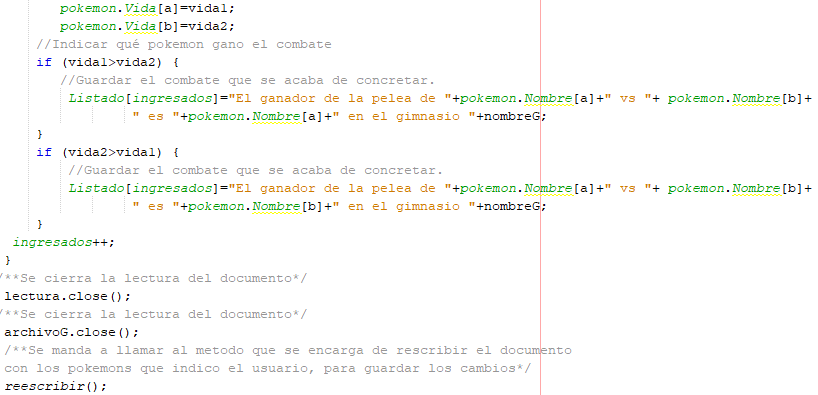 pokemon.Vida[a]=vida1;
pokemon.Vida[b]=vida2;
//Indicar qué pokemon gano el combate
if (vida1>vida2) {
//Guardar el combate que se acaba de concretar.
Listado[ingresados]="El ganador de la pelea de "+pokemon.Nombre[a]+" vs "+ pokemon.Nombre[b]+
" es "+pokemon.Nombre[a]+" en el gimnasio "+nombreG;
}
if (vida2>vida1) {
//Guardar el combate que se acaba de concretar.
Listado[ingresados]="El ganador de la pelea de "+pokemon.Nombre[a]+" vs "+ pokemon.Nombre[b]+
" es "+pokemon.Nombre[b]+" en el gimnasio "+nombreG;
}
ingresados++;
}
/**Se cierra la lectura del documento*/
lectura.close();
/**Se cierra la lectura del documento*/
archivoG.close();
/**Se manda a llamar al metodo que se encarga de rescribir el documento
con los pokemons que indico el usuario, para guardar los cambios*/
reescribir();